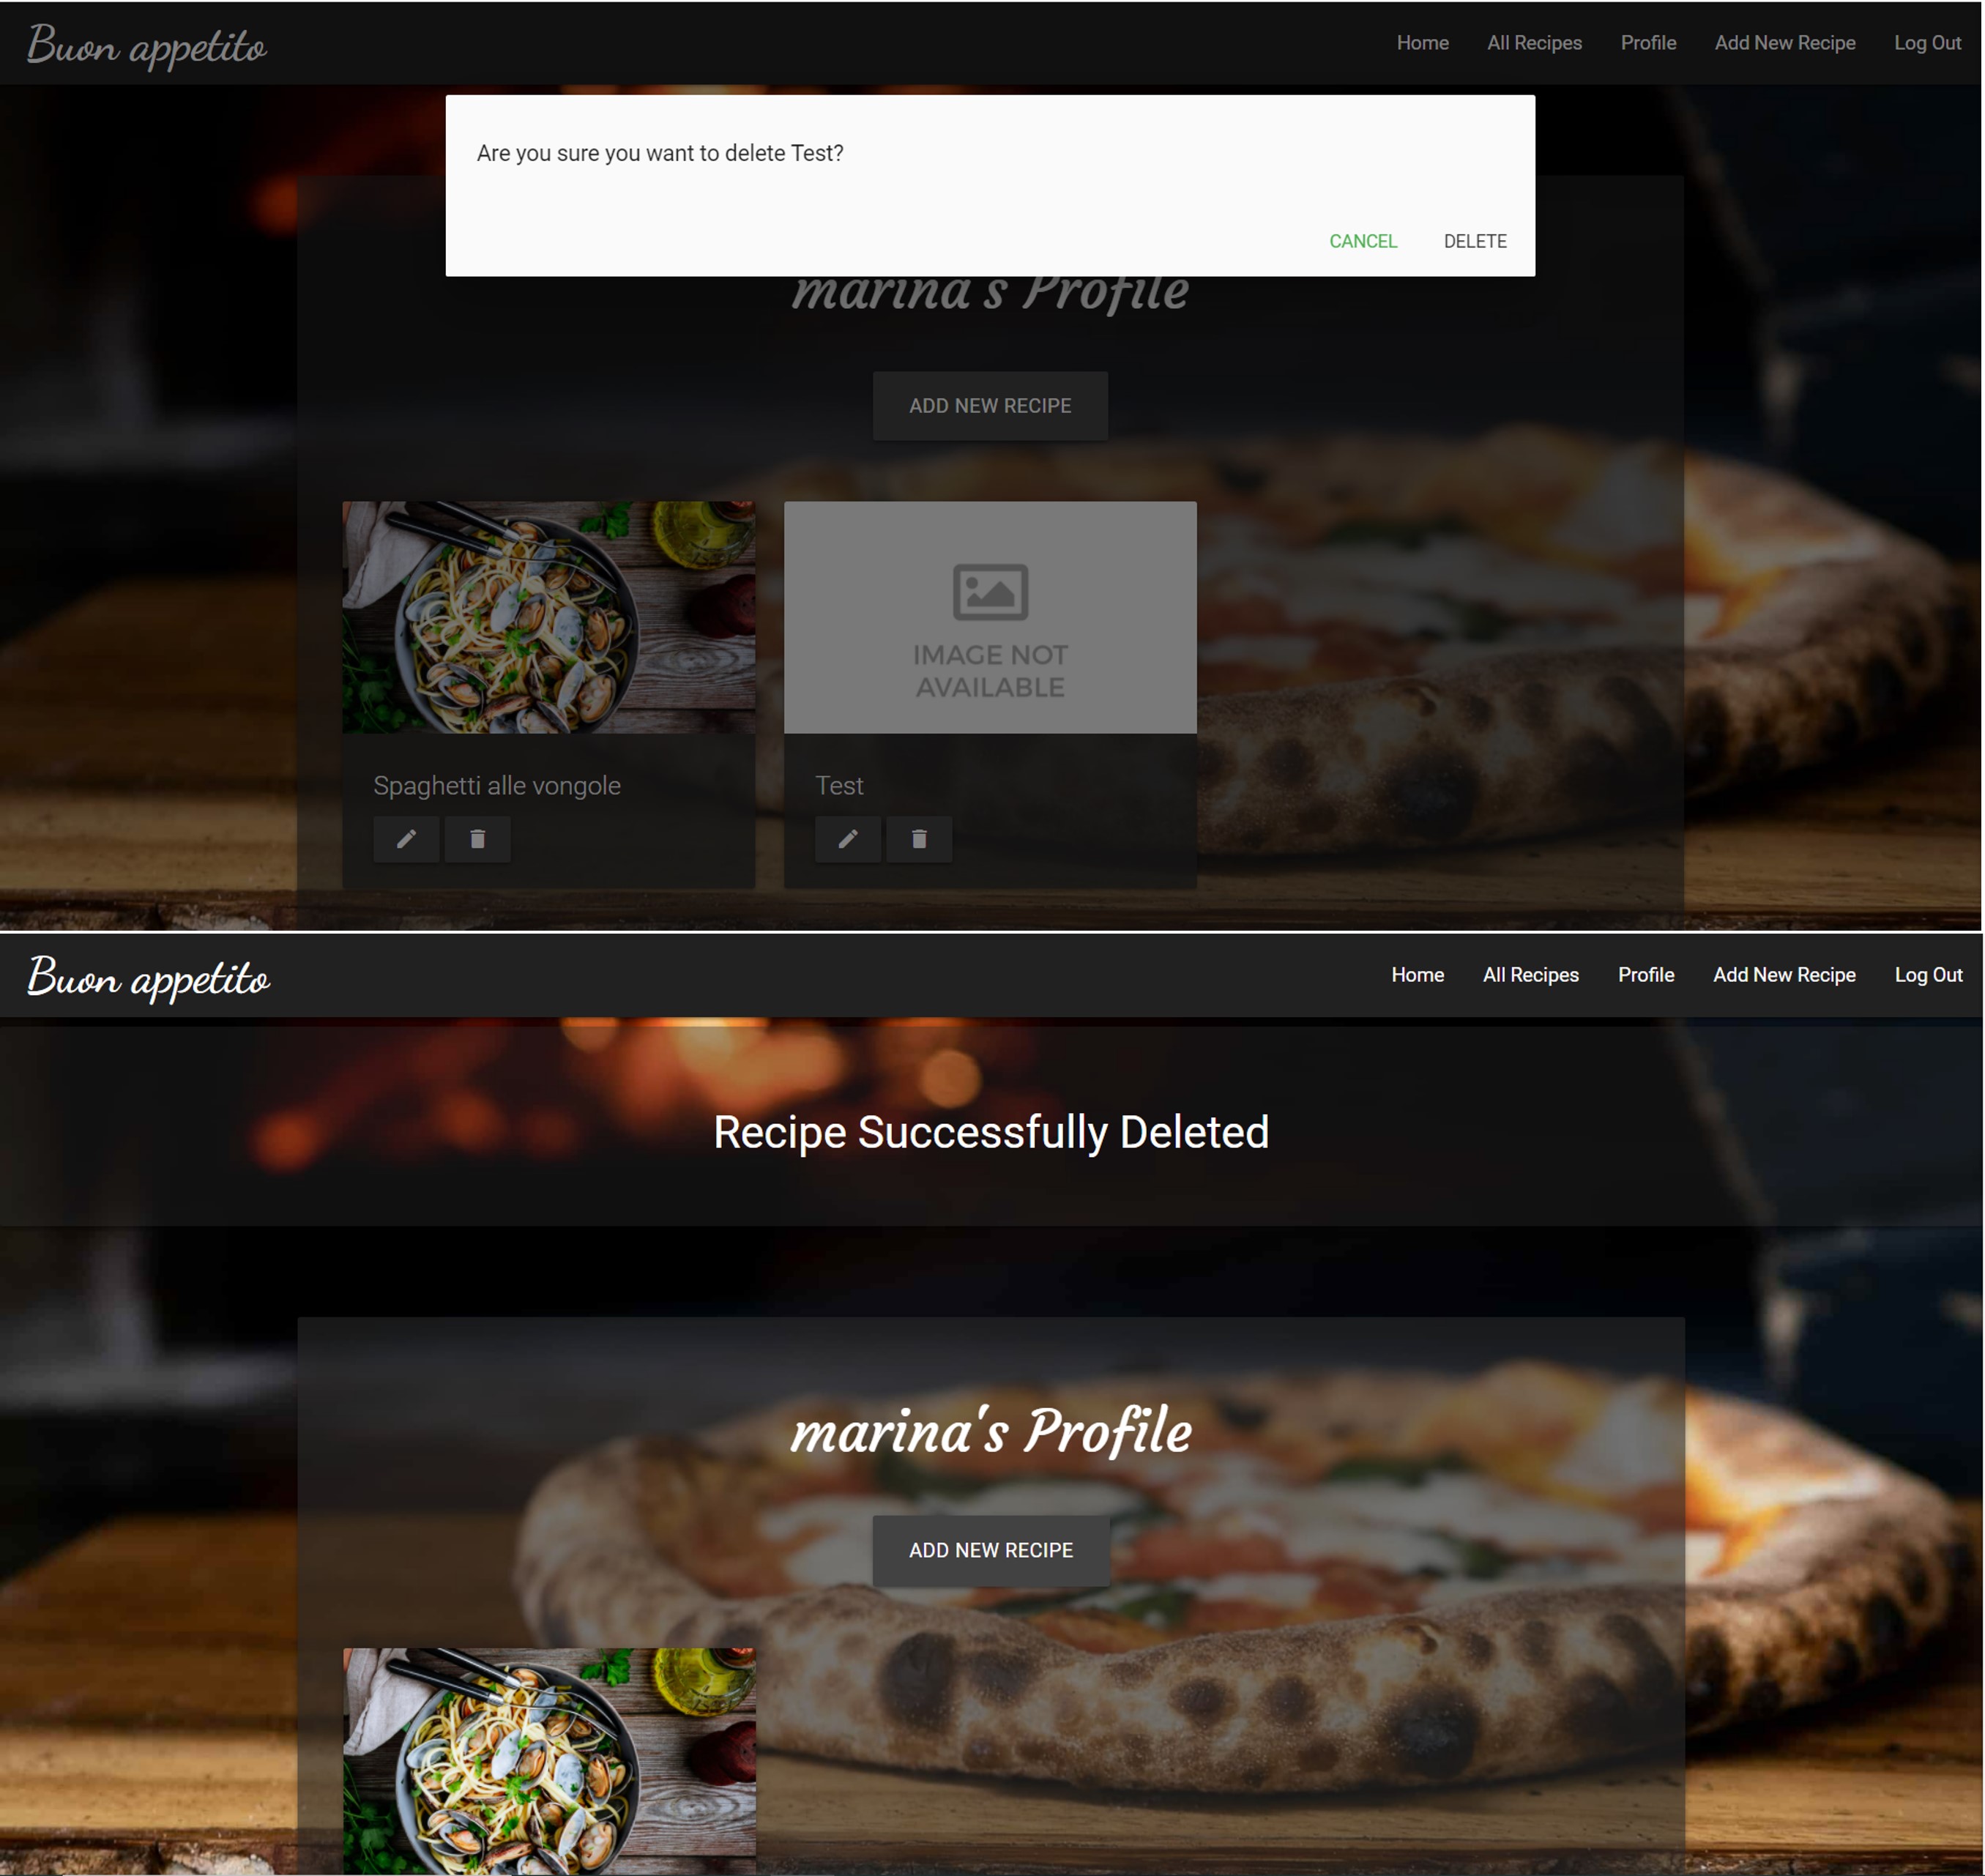 Buon appetito
Home All Recipes Profile Add New Recipe Log Out
Are you sure you want to delete Test?
CANCEL DELETE
marina's Profile
ADD NEW RECIPE
IMAGE NOT
AVAILABLE
Spaghetti alle vongole
Test
Buon appetito
Home All Recipes Profile Add New Recipe Log Out
Recipe Successfully Deleted
marina's Profile
ADD NEW RECIPE